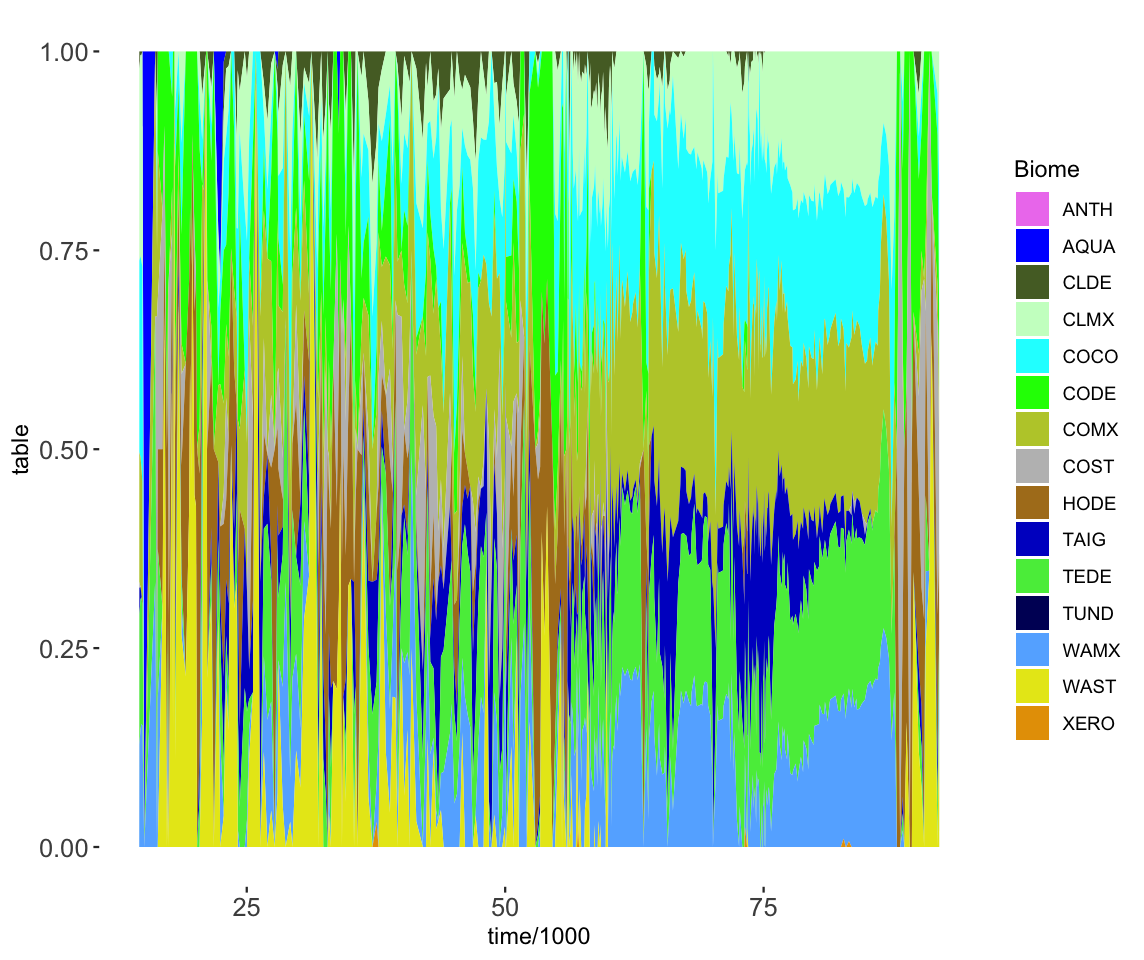 1.00
0.75
0.50
0.25
0.00
table
25
50
75
time/1000
Biome
ANTH
AQUA
CLDE
CLMX
COCO
CODE
COMX
COST
HODE
TAIG
TEDE
TUND
WAMX
WAST
XERO